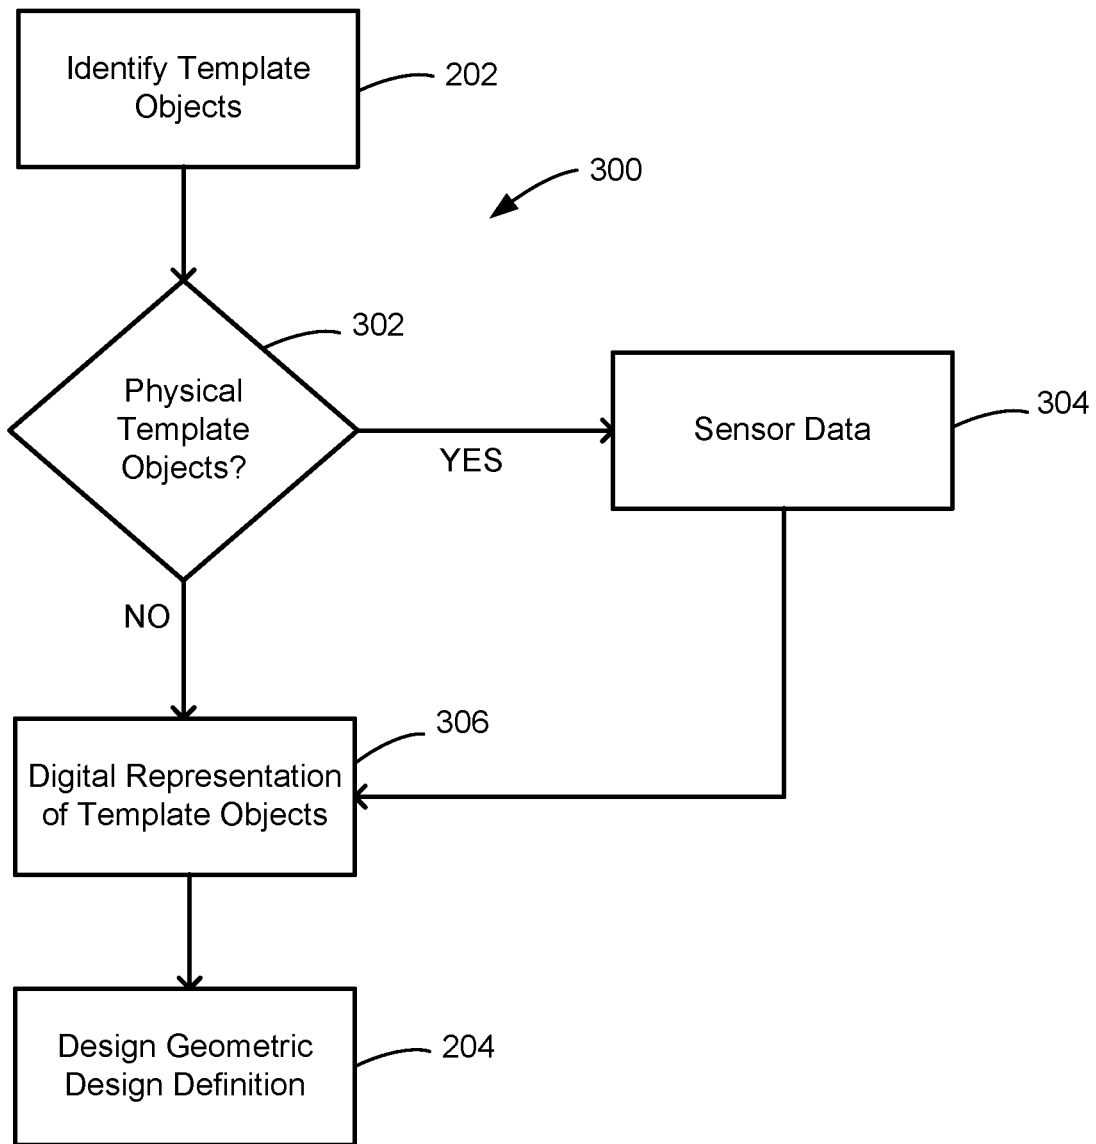 Identify Template
Objects
202
300
302
Physical
Template
Objects?
YES
Sensor Data
304
NO
306
Digital Representation
of Template Objects
Design Geometric
Design Definition
204